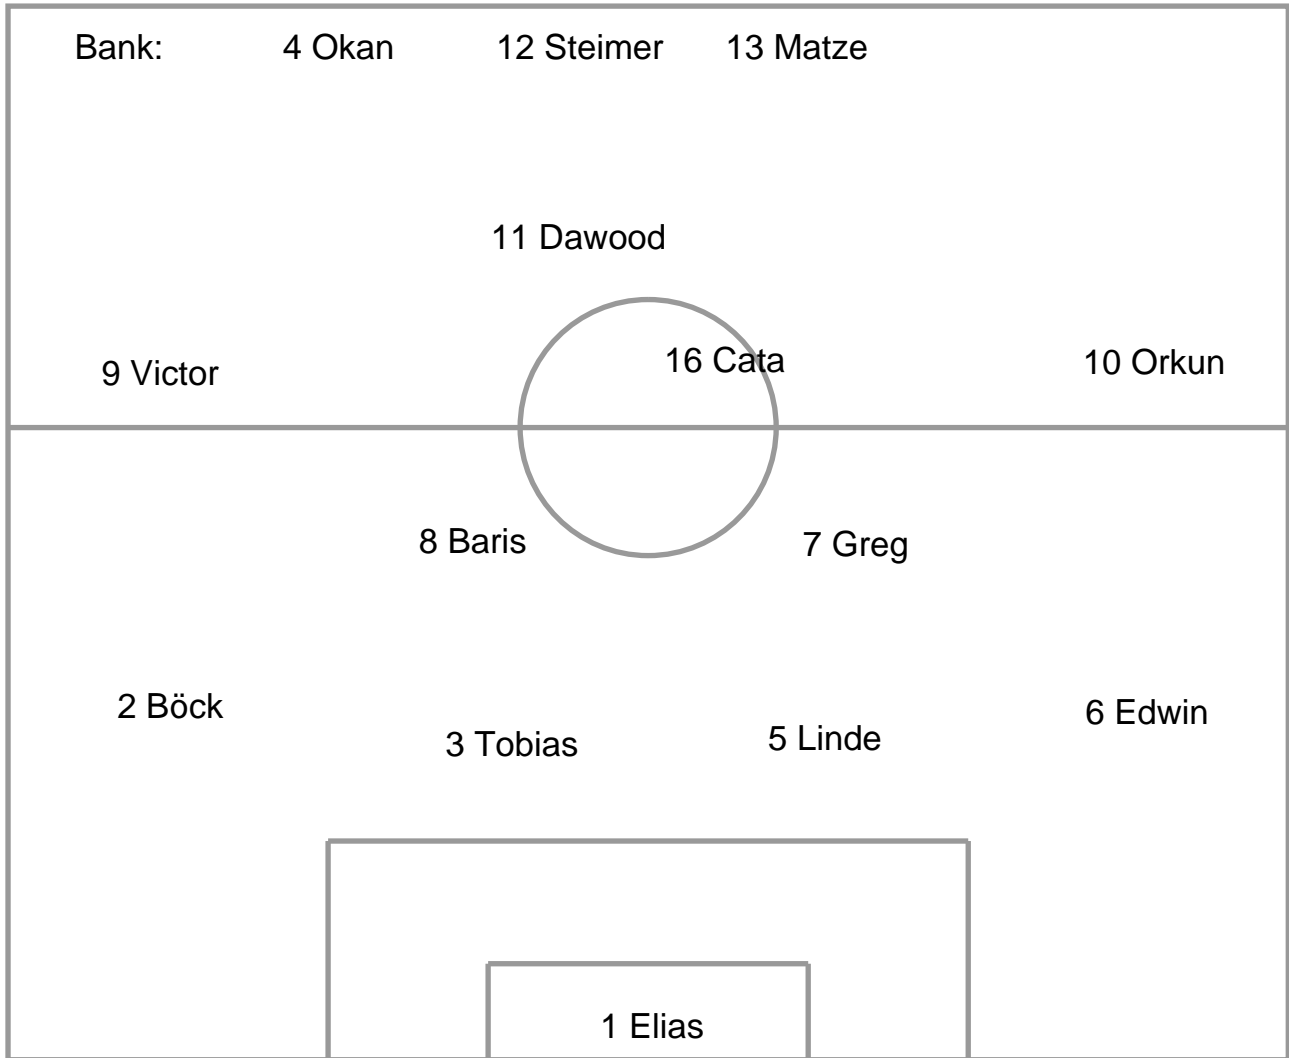 Bank: 4 Okan 12 Steimer 13 Matze
11 Dawood
9 Victor 16 Cata 10 Orkun
8 Baris 7 Greg
2 Böck 3 Tobias 5 Linde 6 Edwin
1 Elias